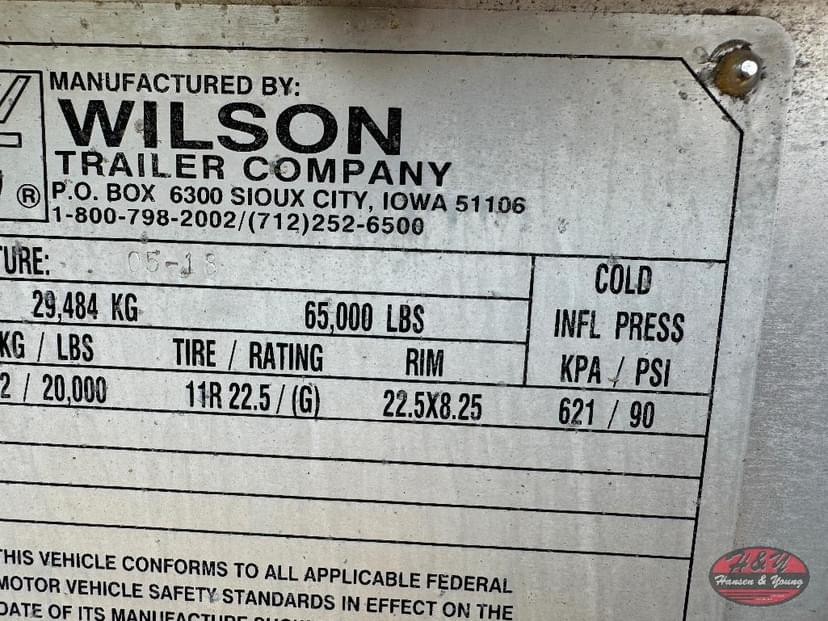 MANUFACTURED BY:
WILSON
TRAILER COMPANY
® P.O. BOX 6300 SIOUX CITY, IOWA 51106
1-800-798-2002/(712)252-6500
TURE: 05-18
COLD
INFL PRESS
KPA / PSI
29,484 KG 65,000 LBS
KG / LBS TIRE / RATING RIM
2 / 20,000 11R 22.5 / (G) 22.5X8.25 621 / 90
THIS VEHICLE CONFORMS TO ALL APPLICABLE FEDERAL
MOTOR VEHICLE SAFETY STANDARDS IN EFFECT ON THE
DATE OF ITS MANUFACTURE
H&Y
Hansen & Young